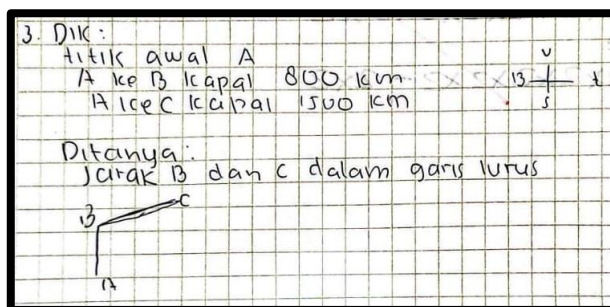 3. DIK :
titik awal A
A ke B kapal 800 km
A ke C kapal 1500 km
U
B t
S
Ditanya :
Jarak B dan C dalam garis lurus
B C
A